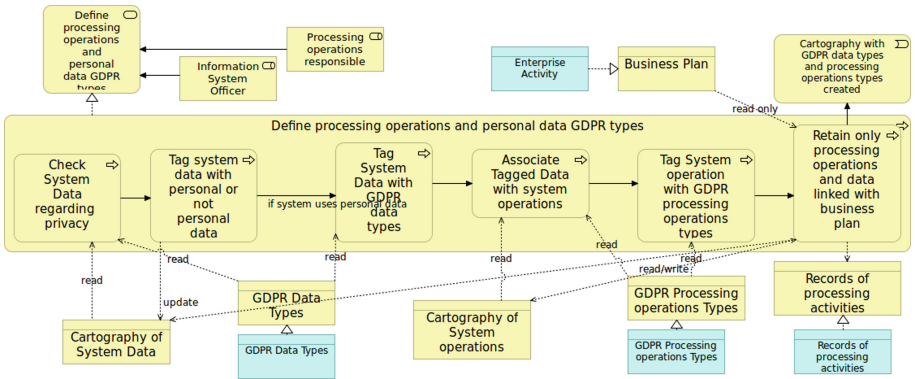 Define
processing
operations
and
personal
data GDPR
types
Processing
operations
responsible
Information
System
Officer
Enterprise
Activity
Business Plan
Cartography with
GDPR data types
and processing
operations types
created
read only
Define processing operations and personal data GDPR types
Check
System
Data
regarding
privacy
Tag system
data with
personal or
not
personal
data
if system uses personal data
Tag
System
Data with
GDPR
data
types
Associate
Tagged Data
with system
operations
Tag System
operation
with GDPR
processing
operations
types
Retain only
processing
operations
and data
linked with
business
plan
read
read
update
read
read
read
read
read/write
GDPR Data
Types
GDPR Data Types
Cartography of
System Data
Cartography of
System
operations
GDPR Processing
operations Types
GDPR Processing
operations Types
Records of
processing
activities
Records of
processing
activities